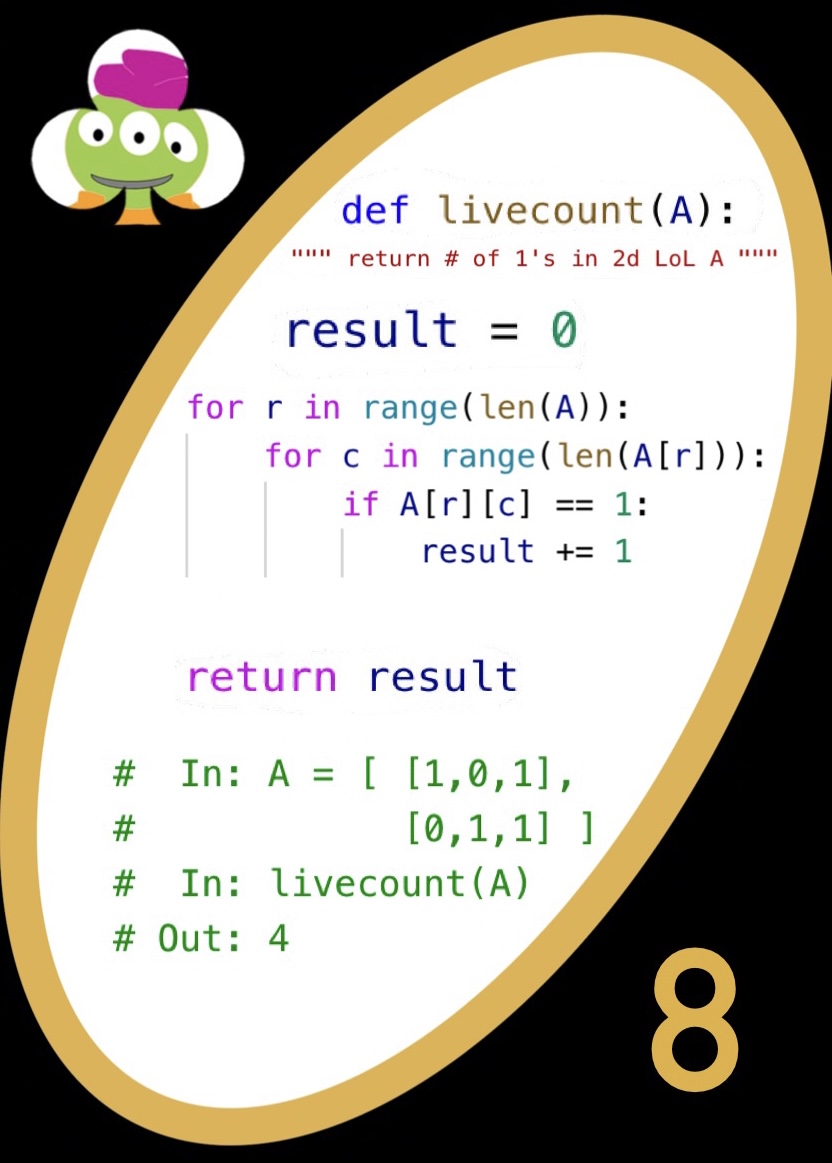 def livecount(A):
""" return # of 1's in 2d LoL A """
result = 0
for r in range(len(A)):
for c in range(len(A[r])):
if A[r][c] == 1:
result += 1
return result
# In: A = [ [1,0,1],
# [0,1,1] ]
# In: livecount(A)
# Out: 4
8